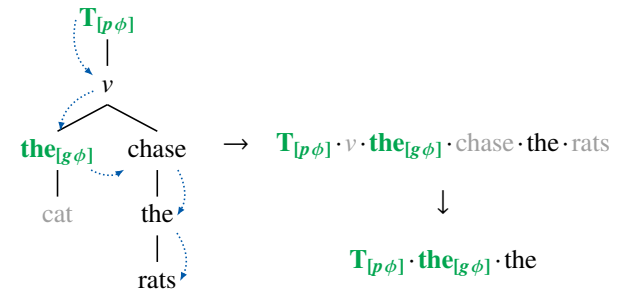 T[pϕ]
v
the[gϕ] chase → T[pϕ] · v · the[gϕ] · chase · the · rats
cat the ↓
rats T[pϕ] · the[gϕ] · the